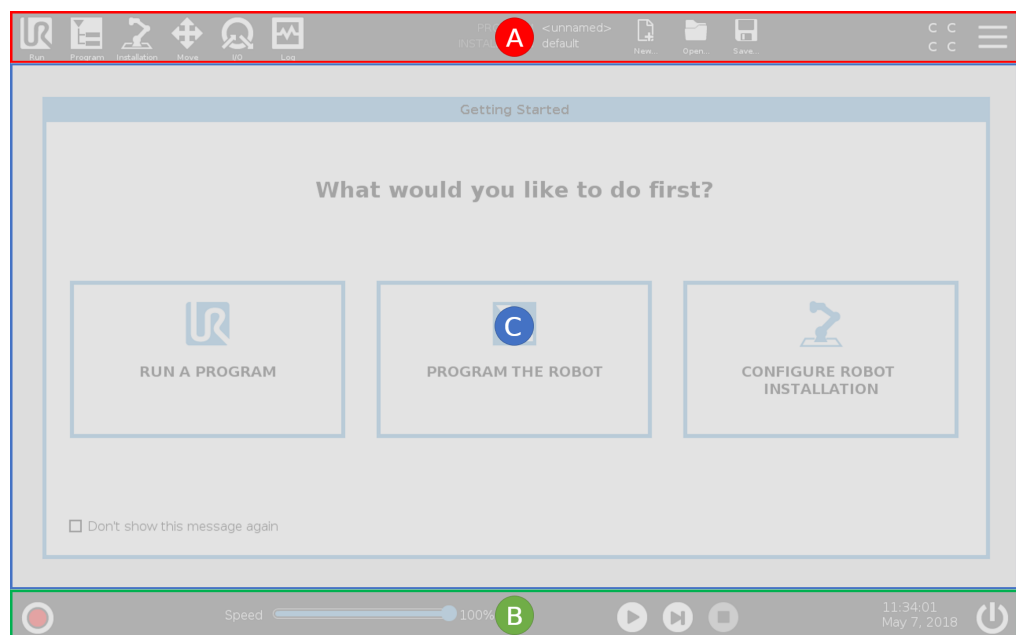 <unnamed>
default
A
Run
Program
Installation
Move
I/O
Log
New...
Open...
Save...
C C
C C
Getting Started
What would you like to do first?
C
RUN A PROGRAM
PROGRAM THE ROBOT
CONFIGURE ROBOT
INSTALLATION
Don't show this message again
Speed
100%
B
11:34:01
May 7, 2018